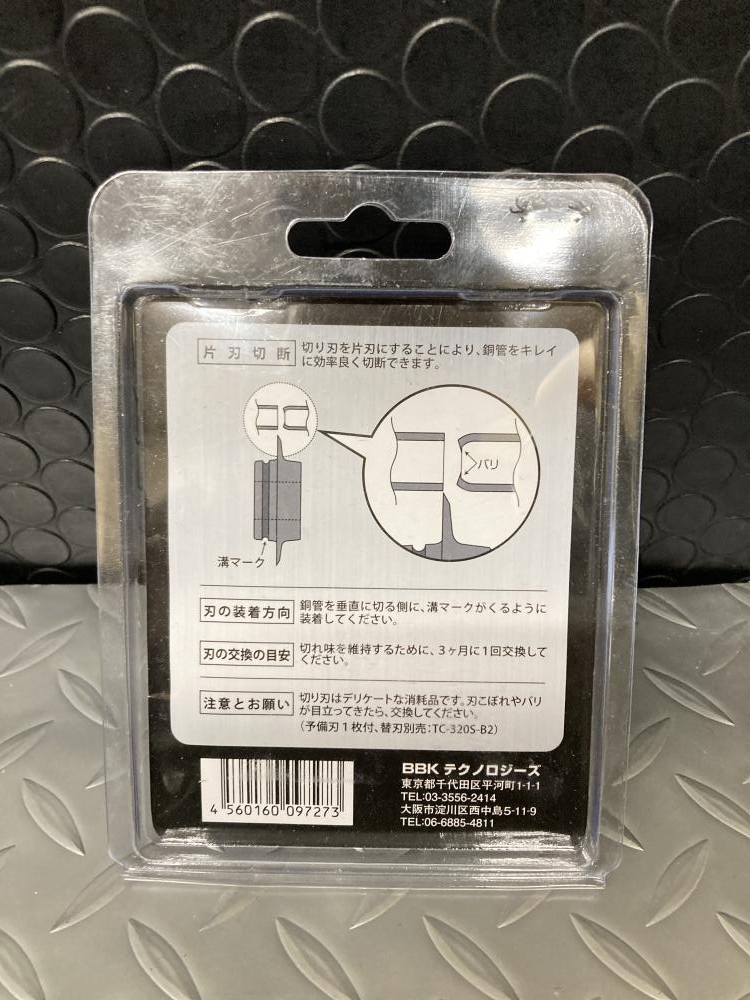 片刃切断
切り刃を片刃にすることにより、銅管をキレイ
に効率良く切断できます。
バリ
溝マーク
刃の装着方向
銅管を垂直に切る側に、溝マークがくるように
装着してください。
刃の交換の目安
切れ味を維持するために、3ヶ月に1回交換して
ください。
注意とお願い
切り刃はデリケートな消耗品です。刃こぼれやバリ
が目立ってきたら、交換してください。
(予備刃1枚付、替刃別売:TC-320S-B2)
4 560160 097273
BBK テクノロジーズ
東京都千代田区平河町1-1-1
TEL:03-3556-2414
大阪市淀川区西中島5-11-9
TEL:06-6885-4811